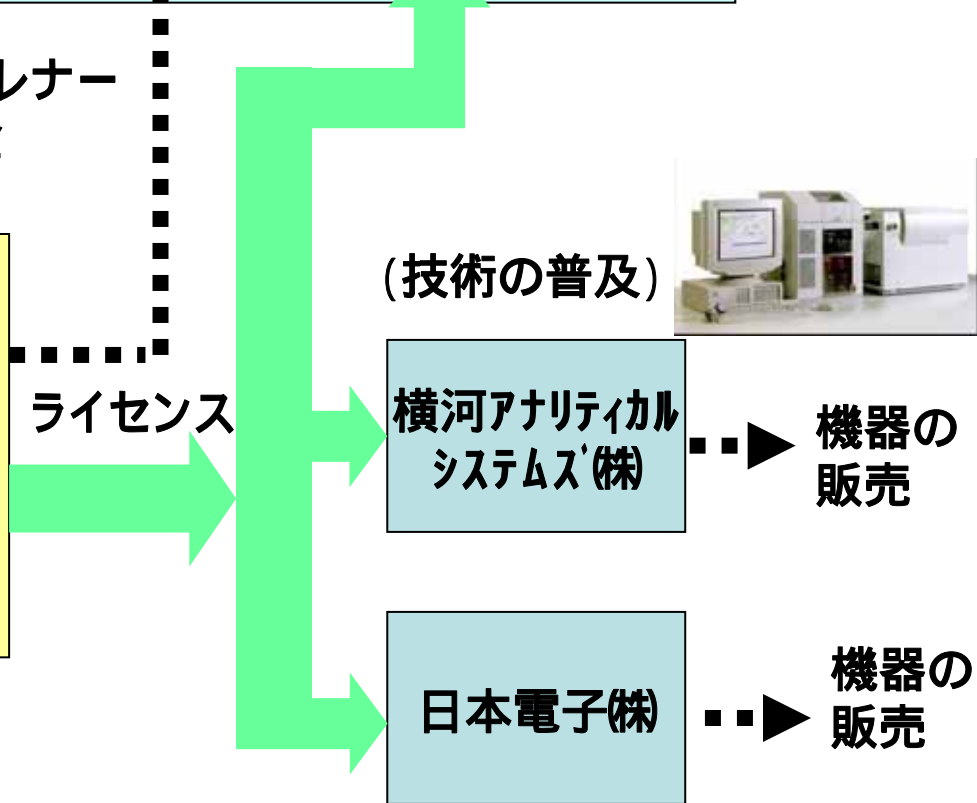 レナー
(技術の普及)
ライセンス
横河ｱﾅﾘﾃｨｶﾙ
ｼｽﾃﾑｽﾞ㈱
機器の
販売
日本電子㈱
機器の
販売